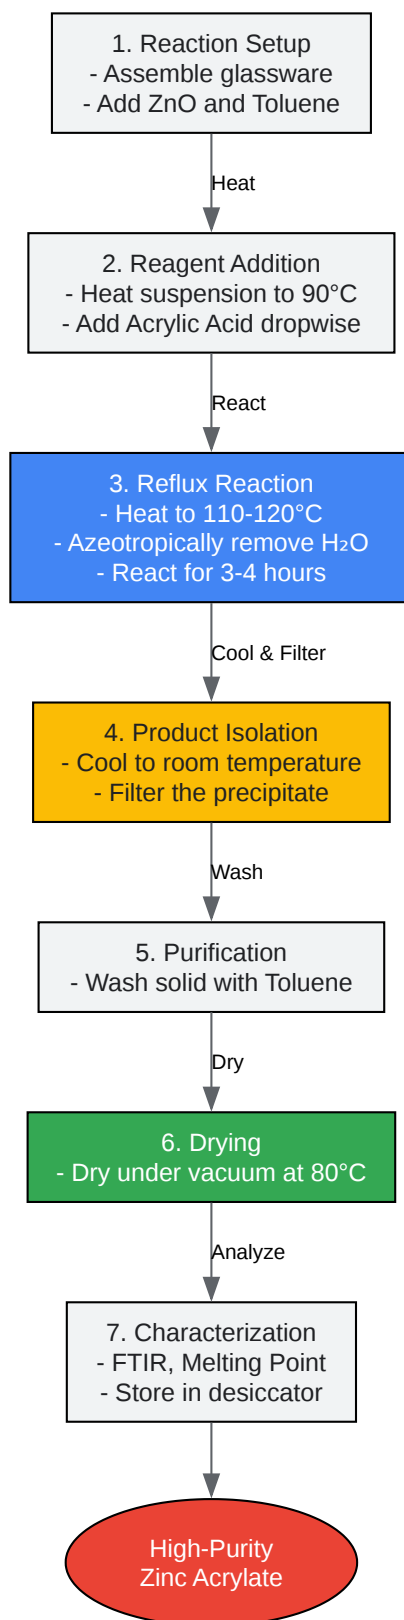 1. Reaction Setup
- Assemble glassware
- Add ZnO and Toluene
Heat
2. Reagent Addition
- Heat suspension to 90°C
- Add Acrylic Acid dropwise
React
3. Reflux Reaction
- Heat to 110-120°C
- Azeotropically remove H₂O
- React for 3-4 hours
Cool & Filter
4. Product Isolation
- Cool to room temperature
- Filter the precipitate
Wash
5. Purification
- Wash solid with Toluene
Dry
6. Drying
- Dry under vacuum at 80°C
Analyze
7. Characterization
- FTIR, Melting Point
- Store in desiccator
High-Purity
Zinc Acrylate